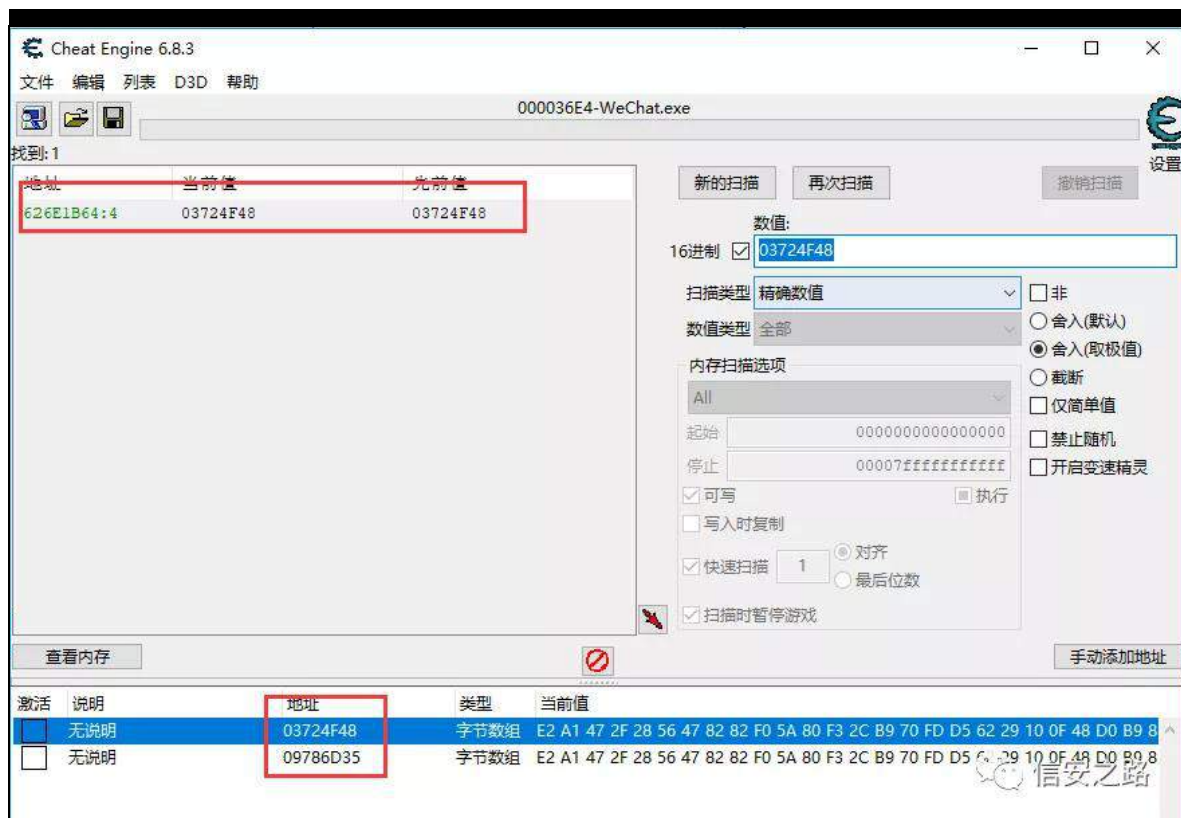 Cheat Engine 6.8.3
文件 编辑 列表 D3D 帮助
000036E4-WeChat.exe
找到:1
设置
地址 当前值 先前值
626E1B64:4 03724F48 03724F48
新的扫描 再次扫描 撤销扫描
数值:
16进制 03724F48
扫描类型 精确数值 非
数值类型 全部 舍入(默认)
内存扫描选项 舍入(取极值)
All 截断
仅简单值
起始 0000000000000000
禁止随机
停止 00007fffffffffff 开启变速精灵
可写 执行
写入时复制
快速扫描 1 对齐
最后位数
扫描时暂停游戏
查看内存 手动添加地址
激活 说明 地址 类型 当前值
无说明 03724F48 字节数组 E2 A1 47 2F 28 56 47 82 82 F0 5A 80 F3 2C B9 70 FD D5 62 29 10 0F 48 D0 B9 8
无说明 09786D35 字节数组 E2 A1 47 2F 28 56 47 82 82 F0 5A 80 F3 2C B9 70 FD D5 29 10 0F 48 D0 B9 8
信安之路